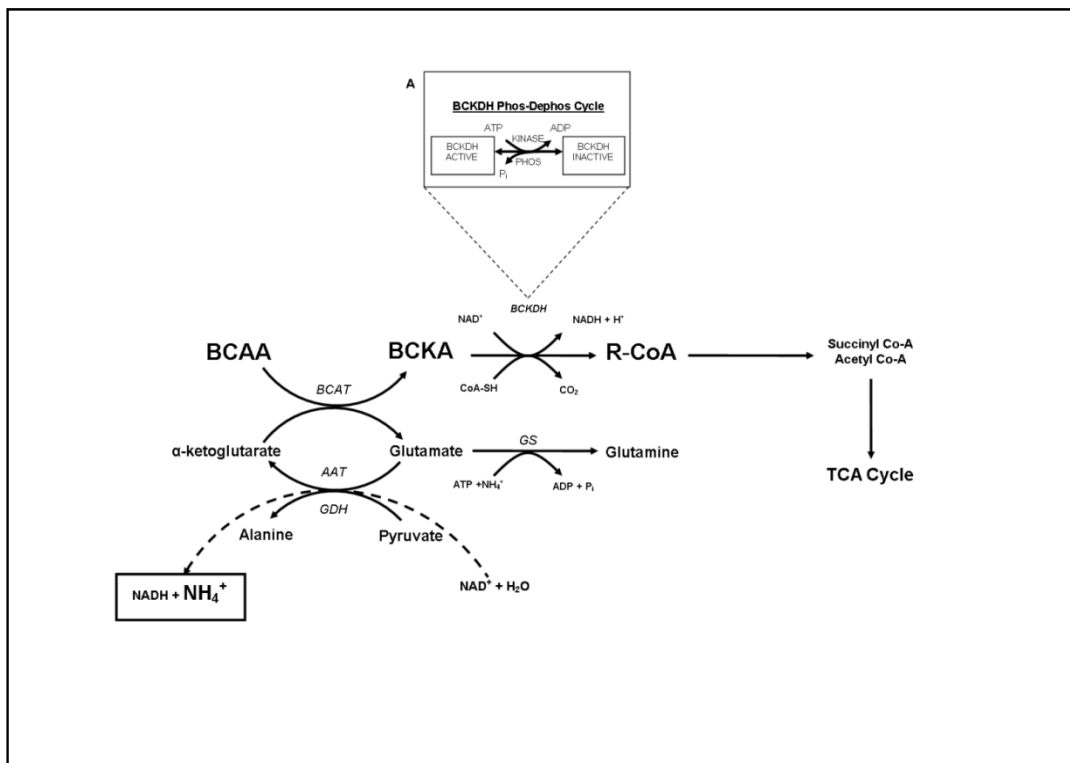 A
BCKDH Phos-Dephos Cycle
ATP
ADP
KINASE
BCKDH
ACTIVE
BCKDH
INACTIVE
PHOS
Pi
BCKDH
NAD⁺
NADH + H⁺
BCAA
BCKA
R-CoA
Succinyl Co-A
Acetyl Co-A
CoA-SH
CO₂
BCAT
α-ketoglutarate
Glutamate
GS
Glutamine
TCA Cycle
AAT
ATP +NH₄⁺
ADP + Pi
GDH
Alanine
Pyruvate
NADH + NH₄⁺
NAD⁺ + H₂O